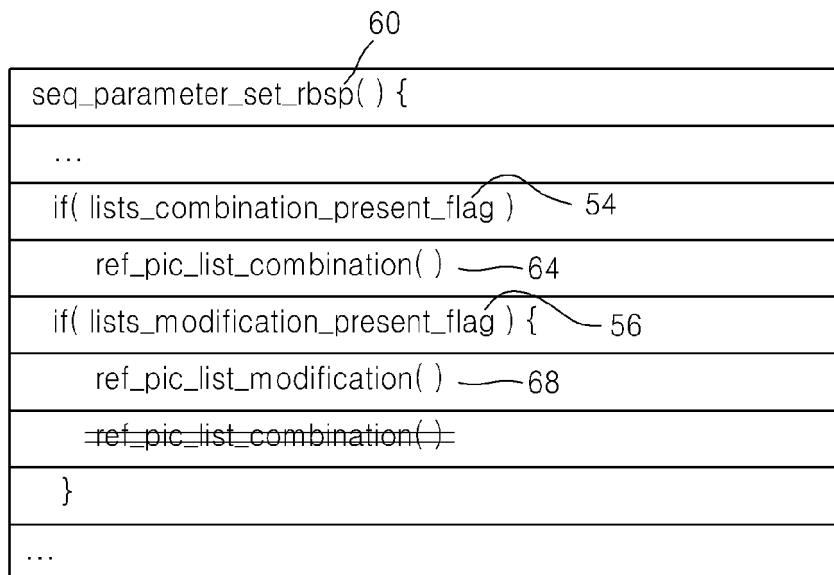 60
seq_parameter_set_rbsp( ) {
...
if( lists_combination_present_flag ) 54
ref_pic_list_combination( ) 64
if( lists_modification_present_flag ) { 56
ref_pic_list_modification( ) 68
ref_pic_list_combination( )
}
...